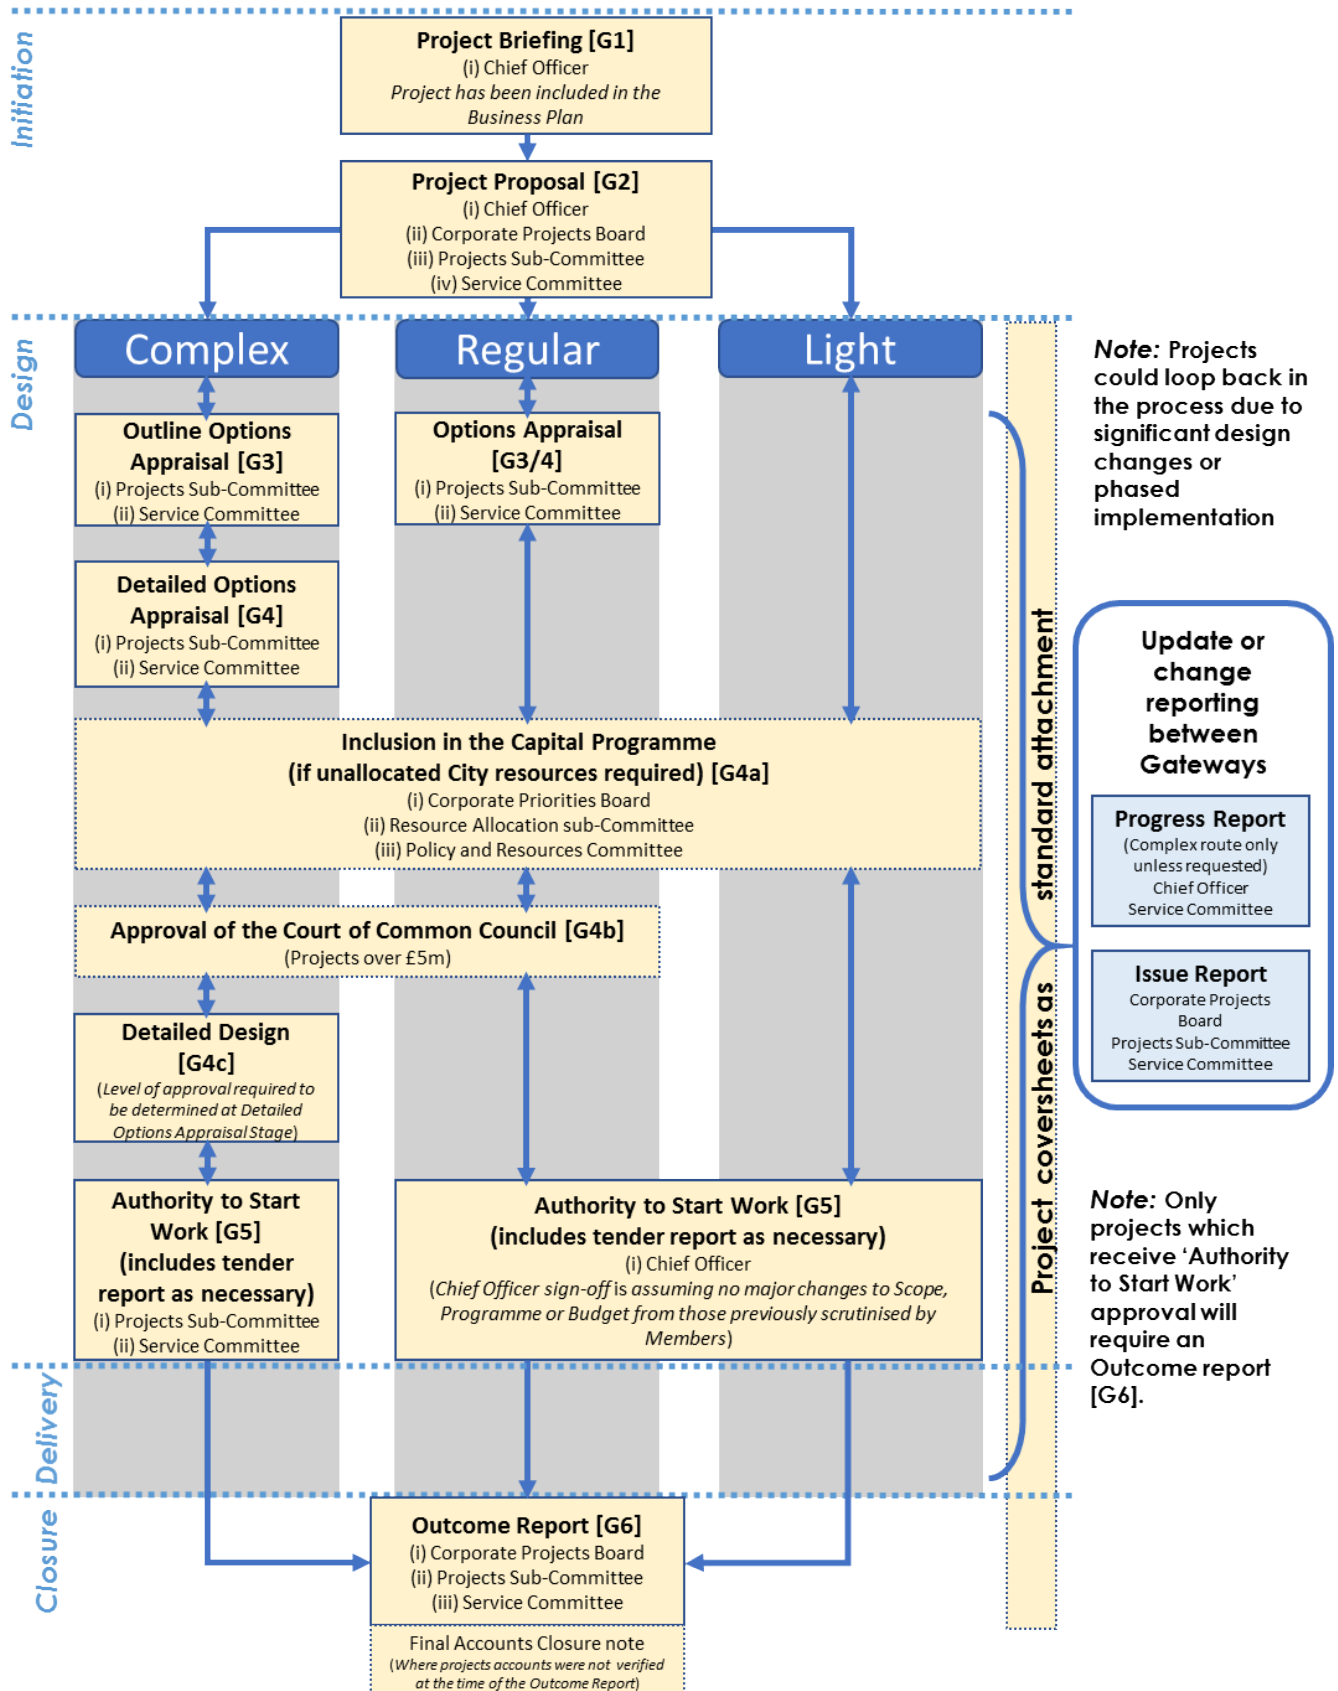 Initiation
Project Briefing [G1]
(i) Chief Officer
Project has been included in the
Business Plan
Project Proposal [G2]
(i) Chief Officer
(ii) Corporate Projects Board
(iii) Projects Sub-Committee
(iv) Service Committee
Design
Complex
Regular
Light
Outline Options
Appraisal [G3]
(i) Projects Sub-Committee
(ii) Service Committee
Options Appraisal
[G3/4]
(i) Projects Sub-Committee
(ii) Service Committee
Detailed Options
Appraisal [G4]
(i) Projects Sub-Committee
(ii) Service Committee
Inclusion in the Capital Programme
(if unallocated City resources required) [G4a]
(i) Corporate Priorities Board
(ii) Resource Allocation sub-Committee
(iii) Policy and Resources Committee
Approval of the Court of Common Council [G4b]
(Projects over £5m)
Detailed Design
[G4c]
(Level of approval required to
be determined at Detailed
Options Appraisal Stage)
Authority to Start
Work [G5]
(includes tender
report as necessary)
(i) Projects Sub-Committee
(ii) Service Committee
Authority to Start Work [G5]
(includes tender report as necessary)
(i) Chief Officer
(Chief Officer sign-off is assuming no major changes to Scope,
Programme or Budget from those previously scrutinised by
Members)
Project coversheets as standard attachment
Note: Projects
could loop back in
the process due to
significant design
changes or
phased
implementation
Update or
change
reporting
between
Gateways
Progress Report
(Complex route only
unless requested)
Chief Officer
Service Committee
Issue Report
Corporate Projects
Board
Projects Sub-Committee
Service Committee
Note: Only
projects which
receive ‘Authority
to Start Work’
approval will
require an
Outcome report
[G6].
Delivery
Closure
Outcome Report [G6]
(i) Corporate Projects Board
(ii) Projects Sub-Committee
(iii) Service Committee
Final Accounts Closure note
(Where projects accounts were not verified
at the time of the Outcome Report)